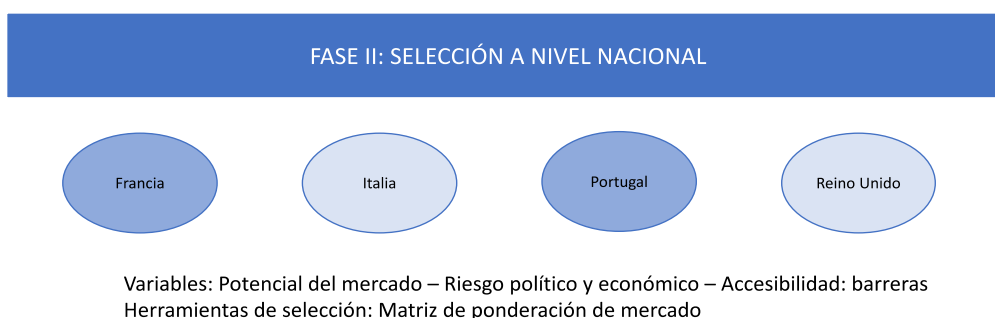 FASE II: SELECCIÓN A NIVEL NACIONAL
Francia
Italia
Portugal
Reino Unido
Variables: Potencial del mercado – Riesgo político y económico – Accesibilidad: barreras
Herramientas de selección: Matriz de ponderación de mercado